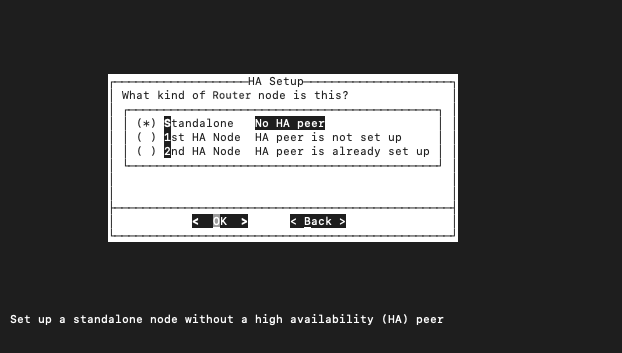 HA Setup
What kind of Router node is this?
(*) Standalone No HA peer
( ) 1st HA Node HA peer is not set up
( ) 2nd HA Node HA peer is already set up
< OK > < Back >
Set up a standalone node without a high availability (HA) peer